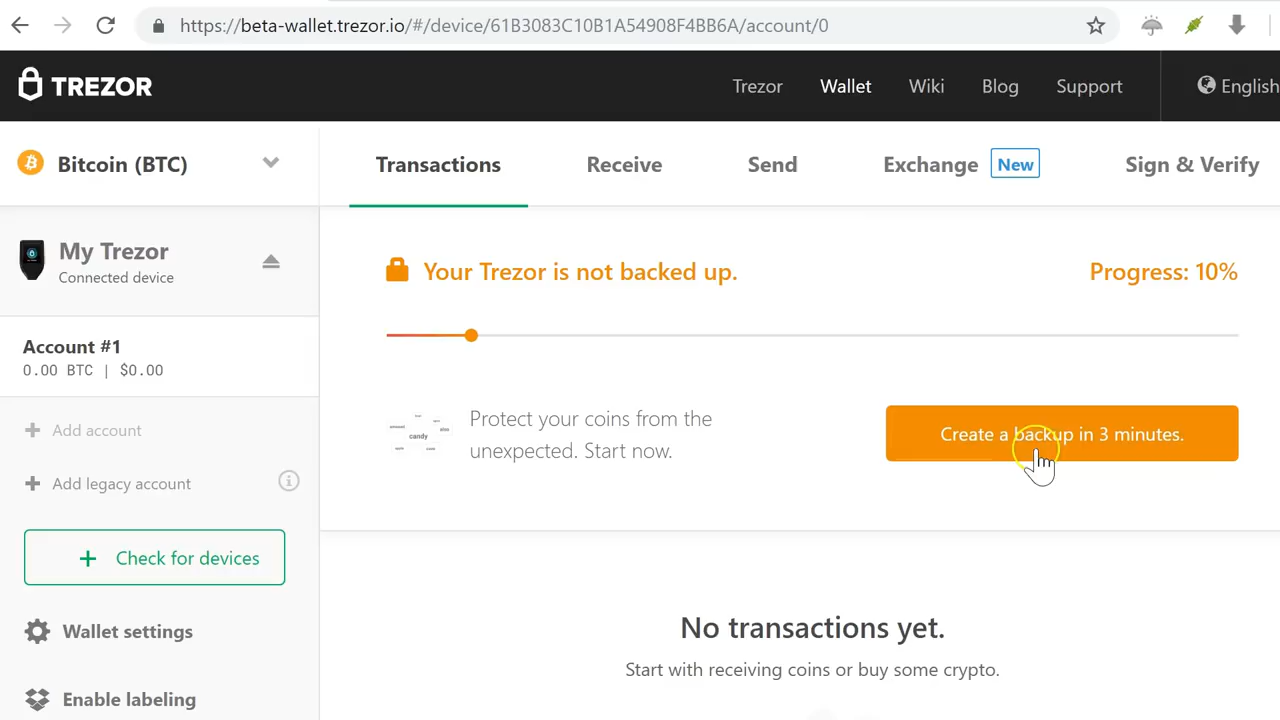 https://beta-wallet.trezor.io/#/device/61B3083C10B1A54908F4BB6A/account/0
TREZOR
Trezor Wallet Wiki Blog Support English
Bitcoin (BTC)
Transactions Receive Send Exchange New Sign & Verify
My Trezor
Connected device
Your Trezor is not backed up. Progress: 10%
Account #1
0.00 BTC | $0.00
Protect your coins from the
unexpected. Start now.
candy
Create a backup in 3 minutes.
Add account
Add legacy account
Check for devices
Wallet settings
Enable labeling
No transactions yet.
Start with receiving coins or buy some crypto.